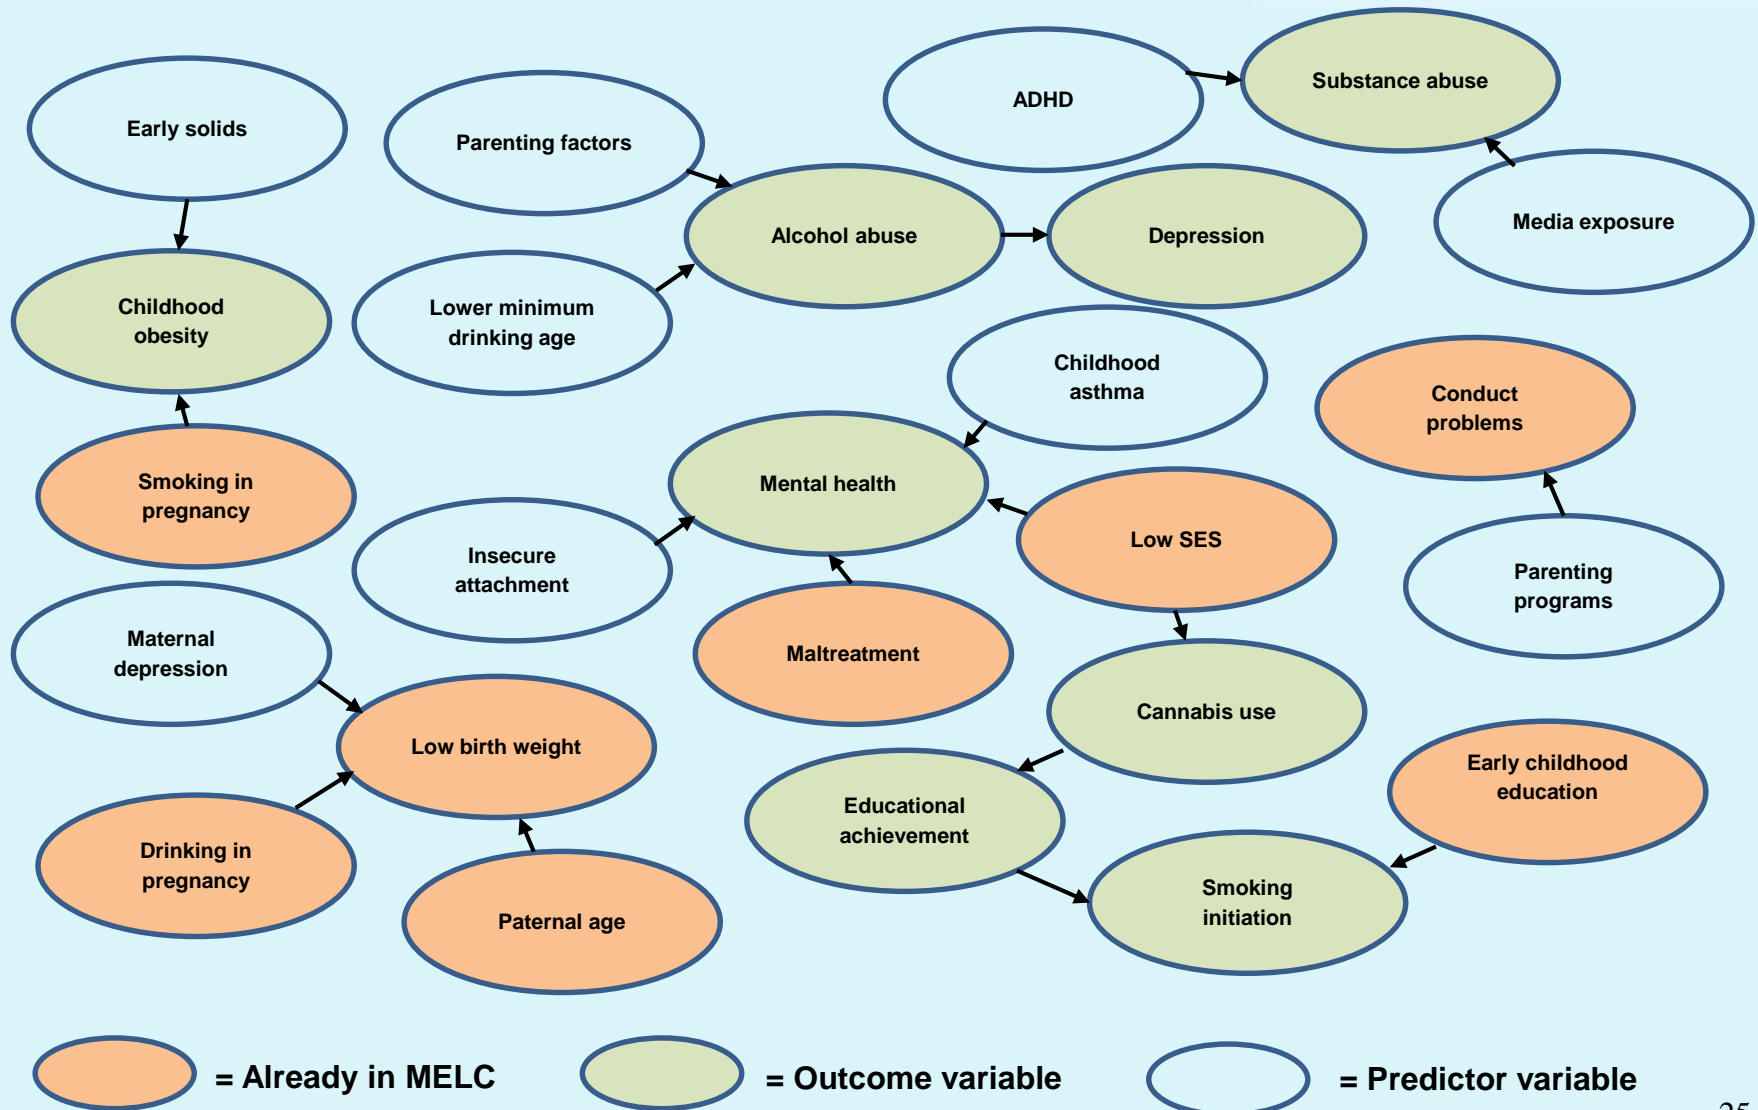 Early solids
Parenting factors
ADHD
Substance abuse
Media exposure
Alcohol abuse
Depression
Childhood
obesity
Lower minimum
drinking age
Childhood
asthma
Conduct
problems
Smoking in
pregnancy
Mental health
Insecure
attachment
Low SES
Parenting
programs
Maternal
depression
Maltreatment
Cannabis use
Low birth weight
Early childhood
education
Educational
achievement
Drinking in
pregnancy
Paternal age
Smoking
initiation
= Already in MELC
= Outcome variable
= Predictor variable
25